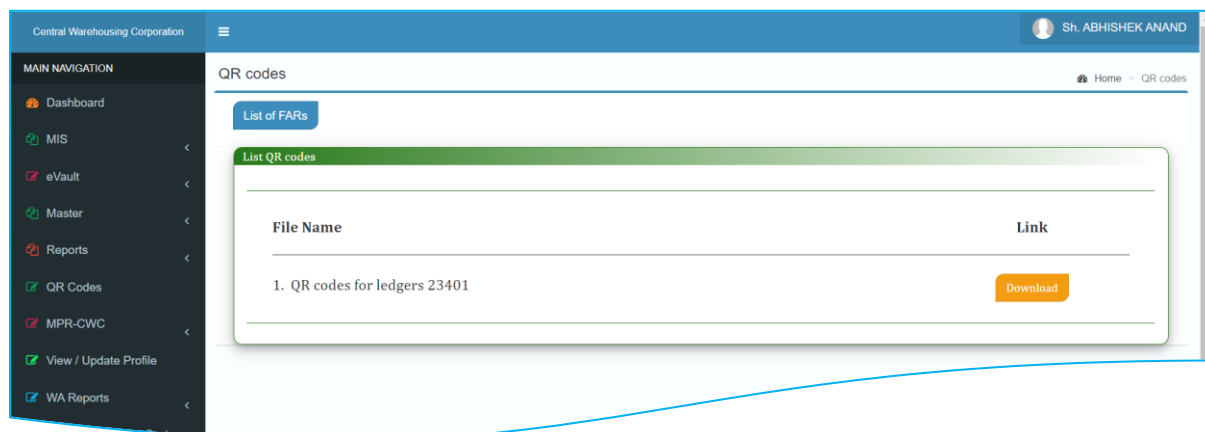 Central Warehousing Corporation
Sh. ABHISHEK ANAND
MAIN NAVIGATION
Dashboard
MIS
eVault
Master
Reports
QR Codes
MPR-CWC
View / Update Profile
WA Reports
QR codes
Home > QR codes
List of FARs
List QR codes
File Name Link
1. QR codes for ledgers 23401 Download